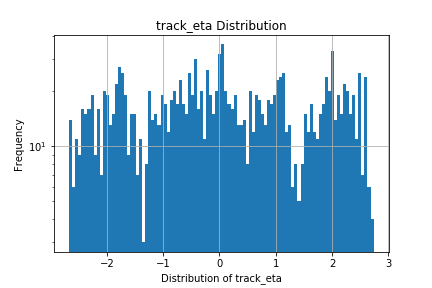 track_eta Distribution
Frequency
10¹
−2
−1
0
1
2
3
Distribution of track_eta